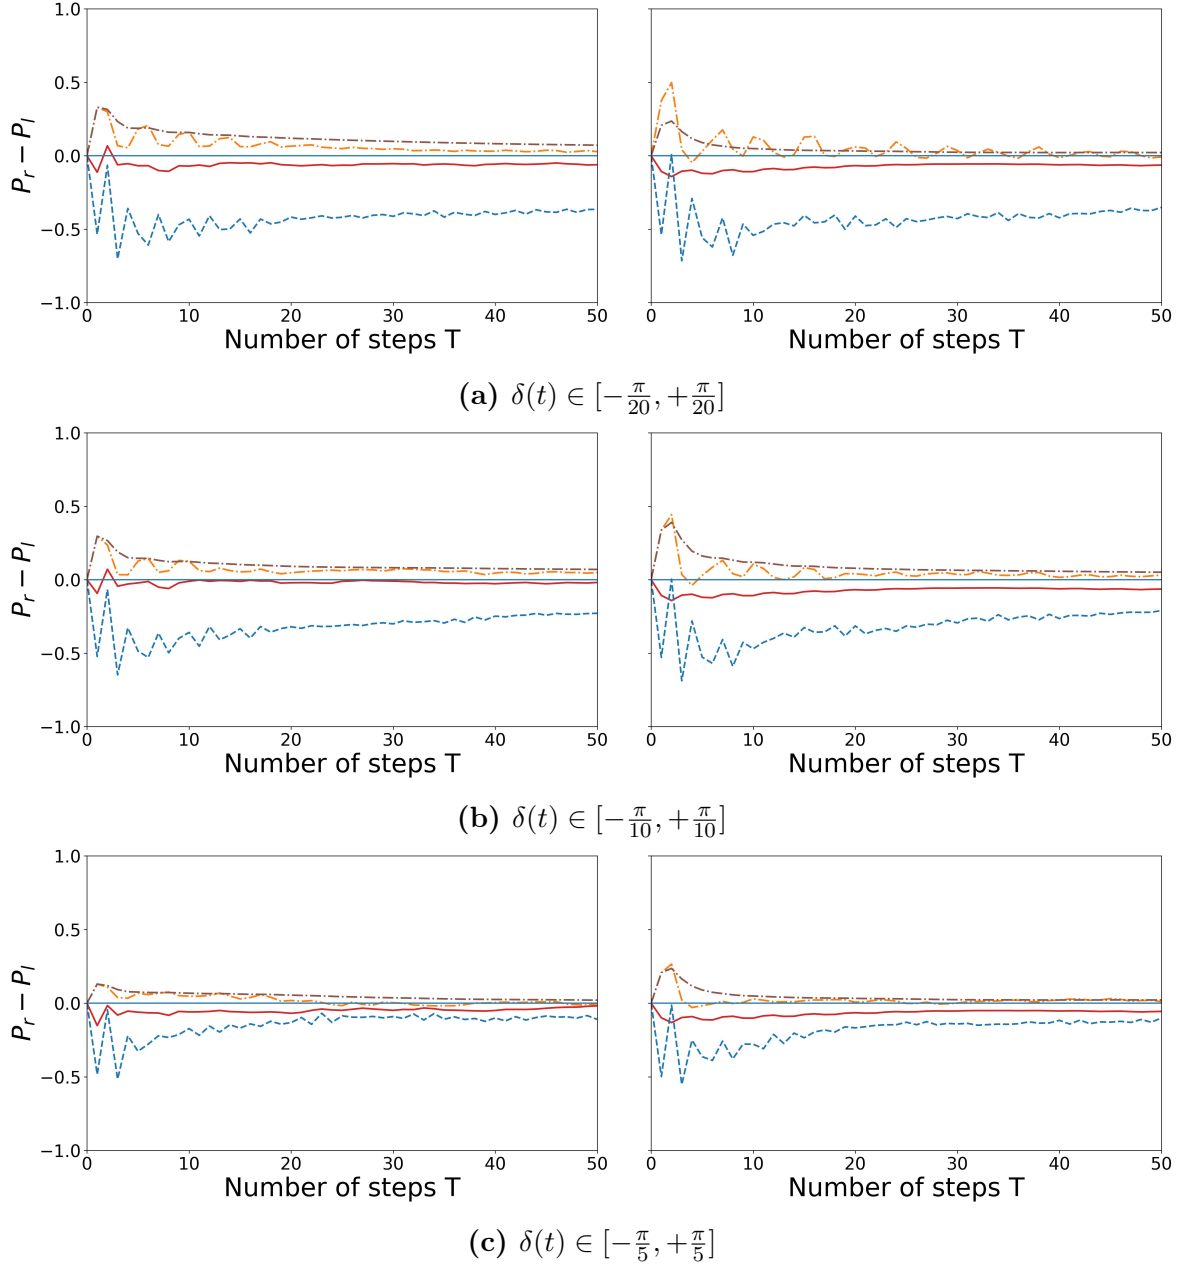 1.0
0.5
0.0
−0.5
−1.0
P_r − P_l
0 10 20 30 40 50
0 10 20 30 40 50
Number of steps T
Number of steps T
(a) δ(t) ∈ [−π/20, +π/20]
1.0
0.5
0.0
−0.5
−1.0
P_r − P_l
0 10 20 30 40 50
0 10 20 30 40 50
Number of steps T
Number of steps T
(b) δ(t) ∈ [−π/10, +π/10]
1.0
0.5
0.0
−0.5
−1.0
P_r − P_l
0 10 20 30 40 50
0 10 20 30 40 50
Number of steps T
Number of steps T
(c) δ(t) ∈ [−π/5, +π/5]